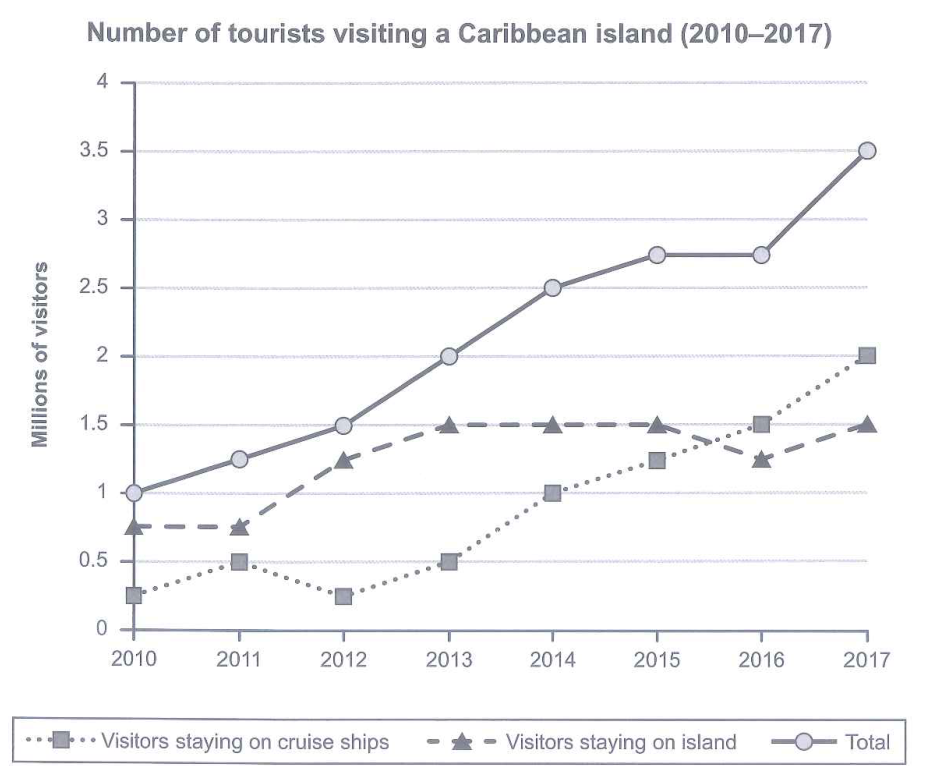 Number of tourists visiting a Caribbean island (2010–2017)
Millions of visitors
4
3.5
3
2.5
2
1.5
1
0.5
0
2010 2011 2012 2013 2014 2015 2016 2017
Visitors staying on cruise ships Visitors staying on island Total